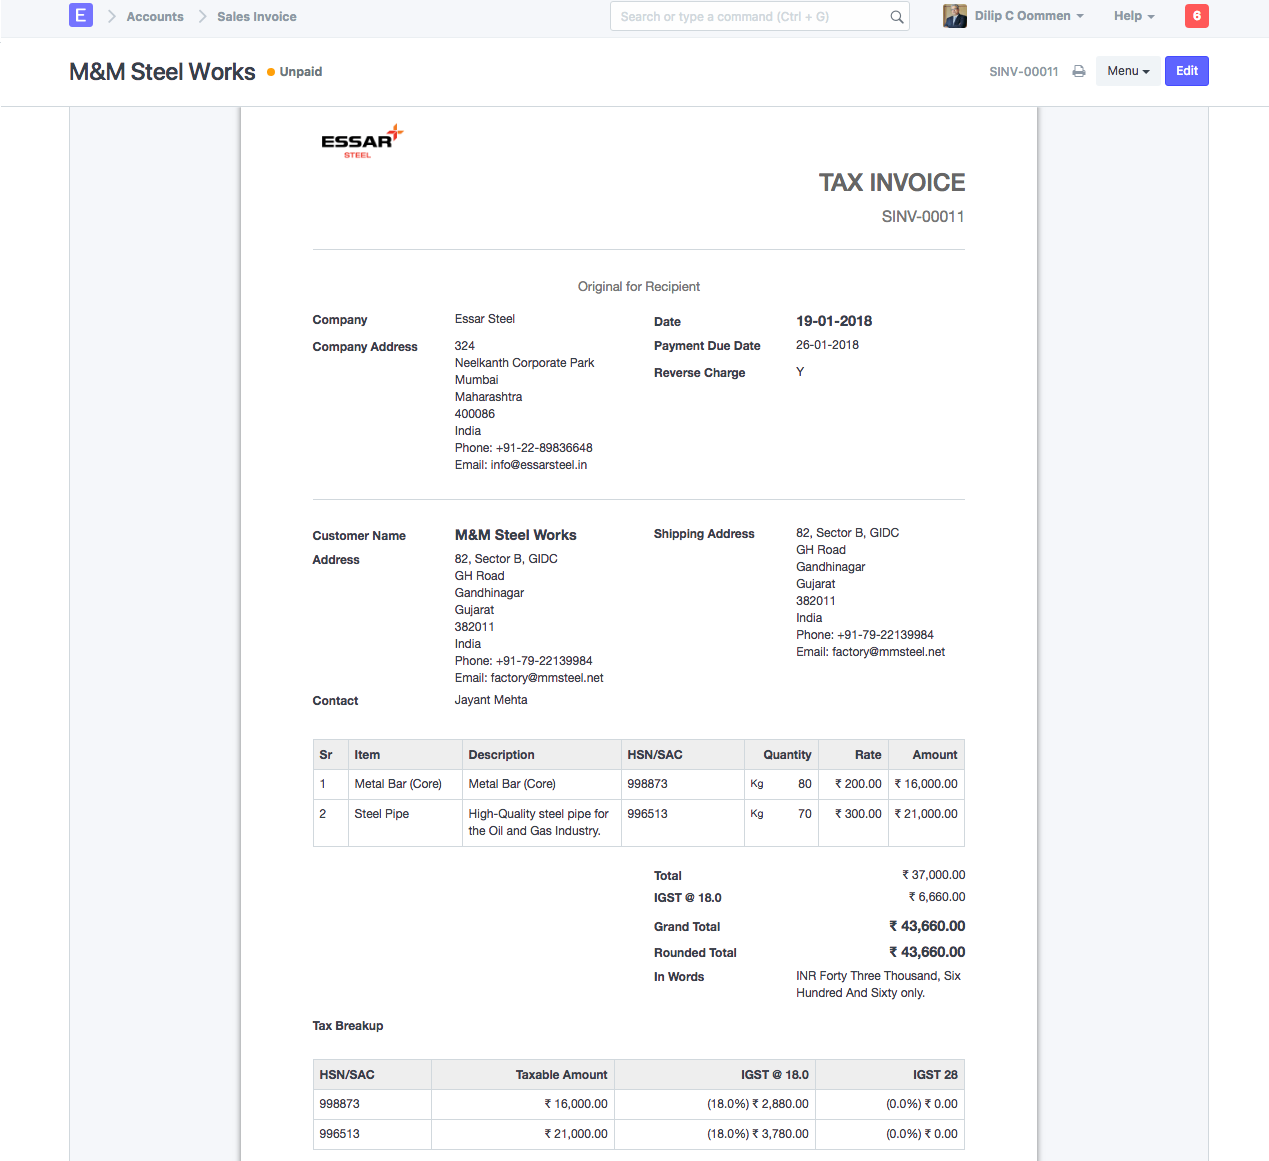 E Accounts Sales Invoice Search or type a command (Ctrl + G) Dilip C Oommen Help 6
M&M Steel Works Unpaid SINV-00011 Menu Edit
ESSAR
STEEL
TAX INVOICE
SINV-00011
Original for Recipient
Company Essar Steel
Company Address 324
Neelkanth Corporate Park
Mumbai
Maharashtra
400086
India
Phone: +91-22-89836648
Email: info@essarsteel.in
Date 19-01-2018
Payment Due Date 26-01-2018
Reverse Charge Y
Customer Name M&M Steel Works
Address 82, Sector B, GIDC
GH Road
Gandhinagar
Gujarat
382011
India
Phone: +91-79-22139984
Email: factory@mmsteel.net
Contact Jayant Mehta
Shipping Address 82, Sector B, GIDC
GH Road
Gandhinagar
Gujarat
382011
India
Phone: +91-79-22139984
Email: factory@mmsteel.net
Sr Item Description HSN/SAC Quantity Rate Amount
1 Metal Bar (Core) Metal Bar (Core) 998873 Kg 80 ₹ 200.00 ₹ 16,000.00
2 Steel Pipe High-Quality steel pipe for 996513 Kg 70 ₹ 300.00 ₹ 21,000.00
the Oil and Gas Industry.
Total ₹ 37,000.00
IGST @ 18.0 ₹ 6,660.00
Grand Total ₹ 43,660.00
Rounded Total ₹ 43,660.00
In Words INR Forty Three Thousand, Six
Hundred And Sixty only.
Tax Breakup
HSN/SAC Taxable Amount IGST @ 18.0 IGST 28
998873 ₹ 16,000.00 (18.0%) ₹ 2,880.00 (0.0%) ₹ 0.00
996513 ₹ 21,000.00 (18.0%) ₹ 3,780.00 (0.0%) ₹ 0.00